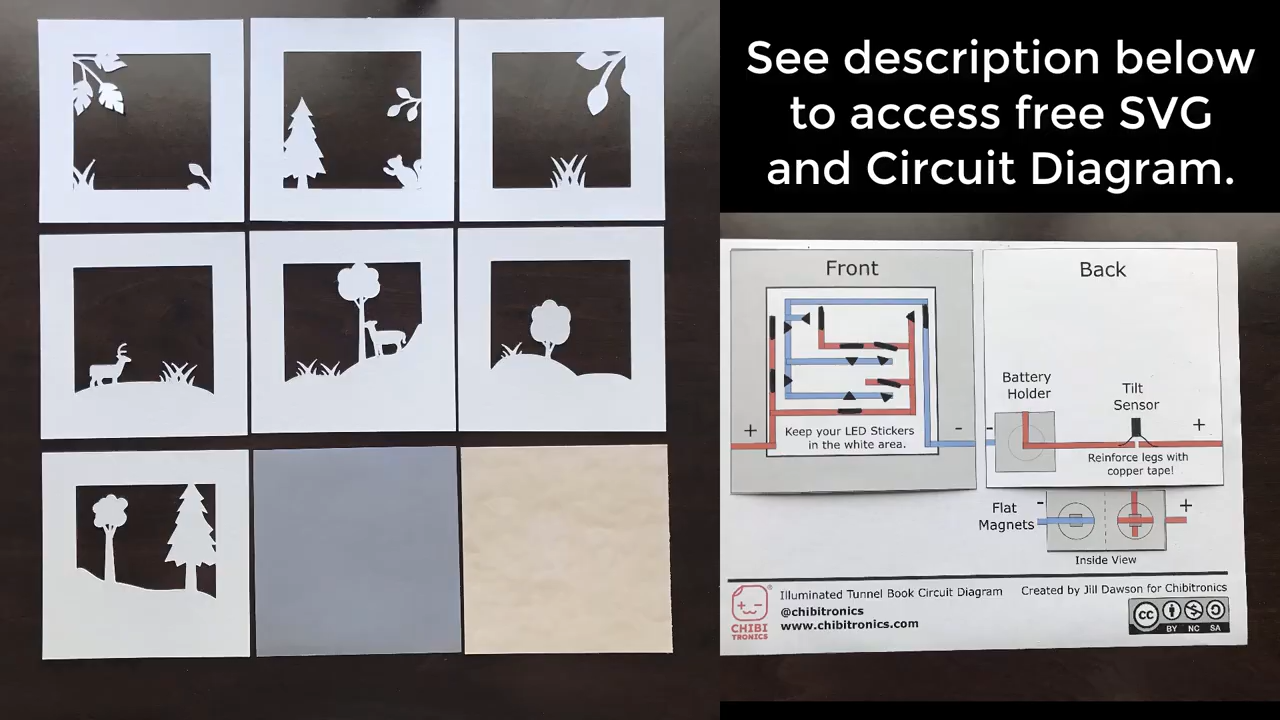 See description below
to access free SVG
and Circuit Diagram.
Front
Back
Battery
Holder
Tilt
Sensor
+
-
-
+
Keep your LED Stickers
in the white area.
Reinforce legs with
copper tape!
Flat
Magnets
-
+
Inside View
CHIBI
TRONICS
®
Illuminated Tunnel Book Circuit Diagram
Created by Jill Dawson for Chibitronics
@chibitronics
www.chibitronics.com
cc
BY NC SA